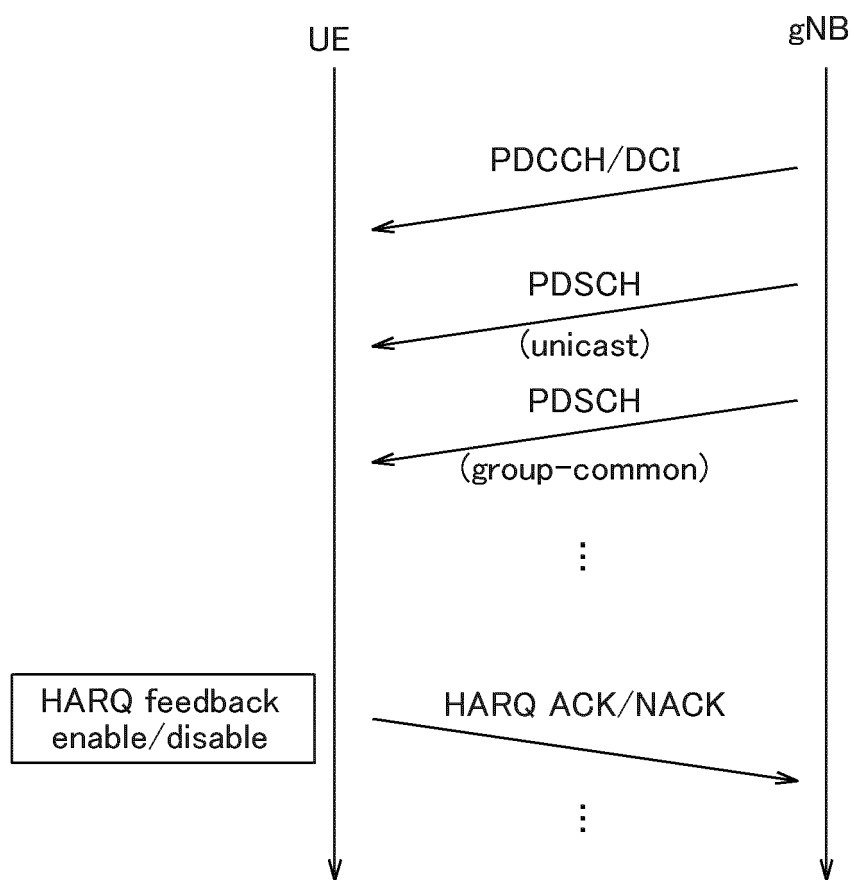 UE
gNB
PDCCH/DCI
PDSCH
(unicast)
PDSCH
(group-common)
⋮
HARQ feedback
enable/disable
HARQ ACK/NACK
⋮